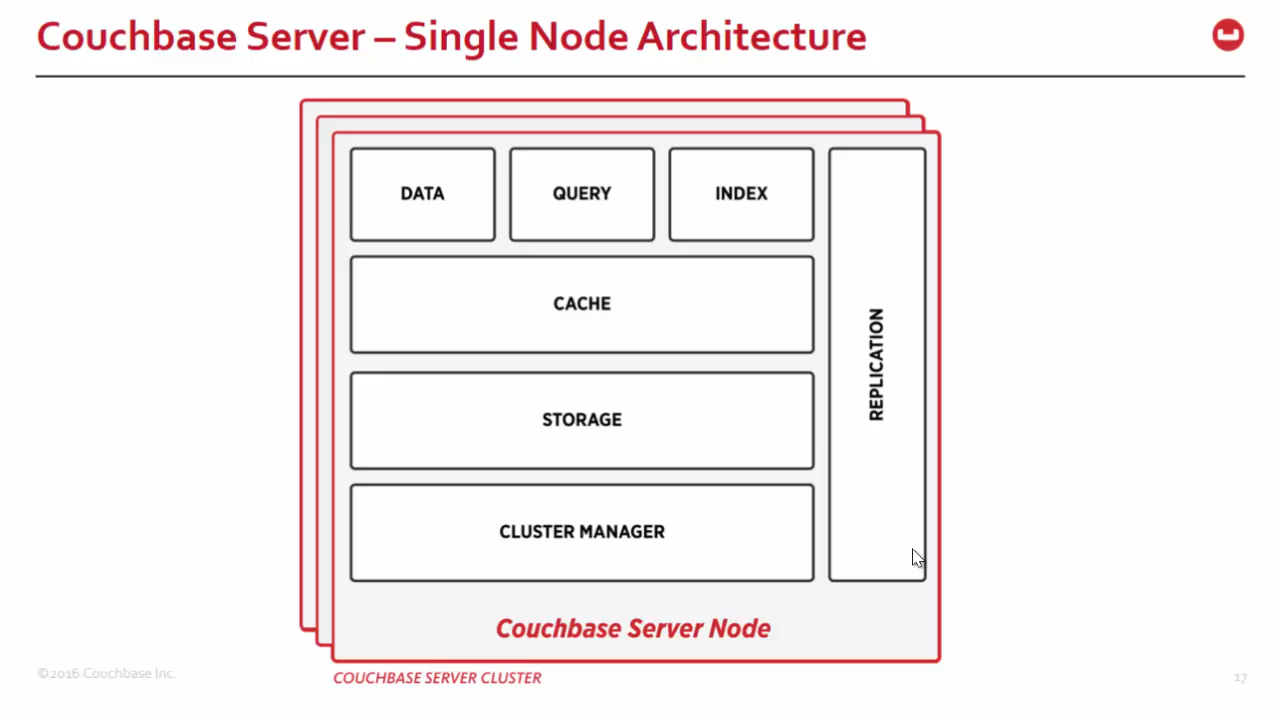 Couchbase Server – Single Node Architecture
DATA
QUERY
INDEX
CACHE
STORAGE
CLUSTER MANAGER
REPLICATION
Couchbase Server Node
COUCHBASE SERVER CLUSTER
©2016 Couchbase Inc.
17